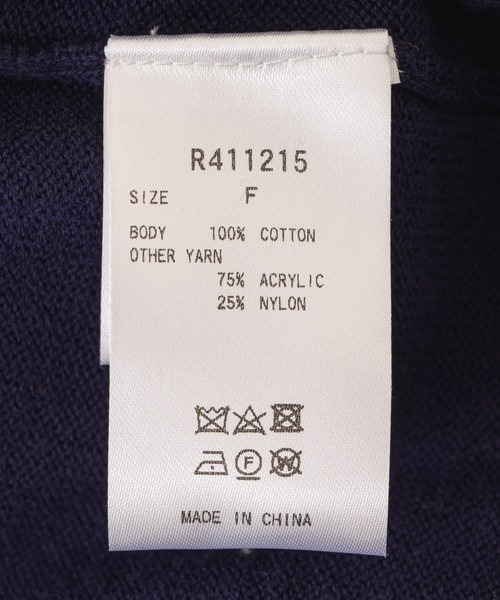 R411215
SIZE F
BODY 100% COTTON
OTHER YARN
75% ACRYLIC
25% NYLON
F W
MADE IN CHINA